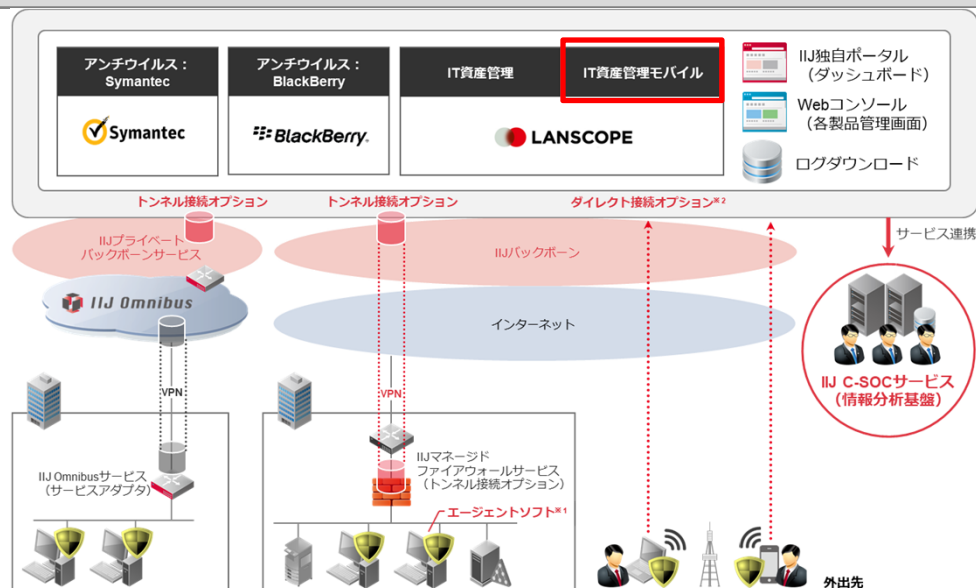 アンチウイルス：
Symantec
アンチウイルス：
BlackBerry
IT資産管理
IT資産管理モバイル
Symantec
BlackBerry.
LANSCOPE
IIJ独自ポータル
（ダッシュボード）
Webコンソール
（各製品管理画面）
ログダウンロード
トンネル接続オプション
トンネル接続オプション
ダイレクト接続オプション※2
サービス連携
IIJプライベート
バックボーンサービス
IIJバックボーン
IIJ Omnibus
インターネット
IIJ C-SOCサービス
（情報分析基盤）
VPN
VPN
IIJ Omnibusサービス
（サービスアダプタ）
IIJマネージド
ファイアウォールサービス
（トンネル接続オプション）
エージェントソフト※1
外出先